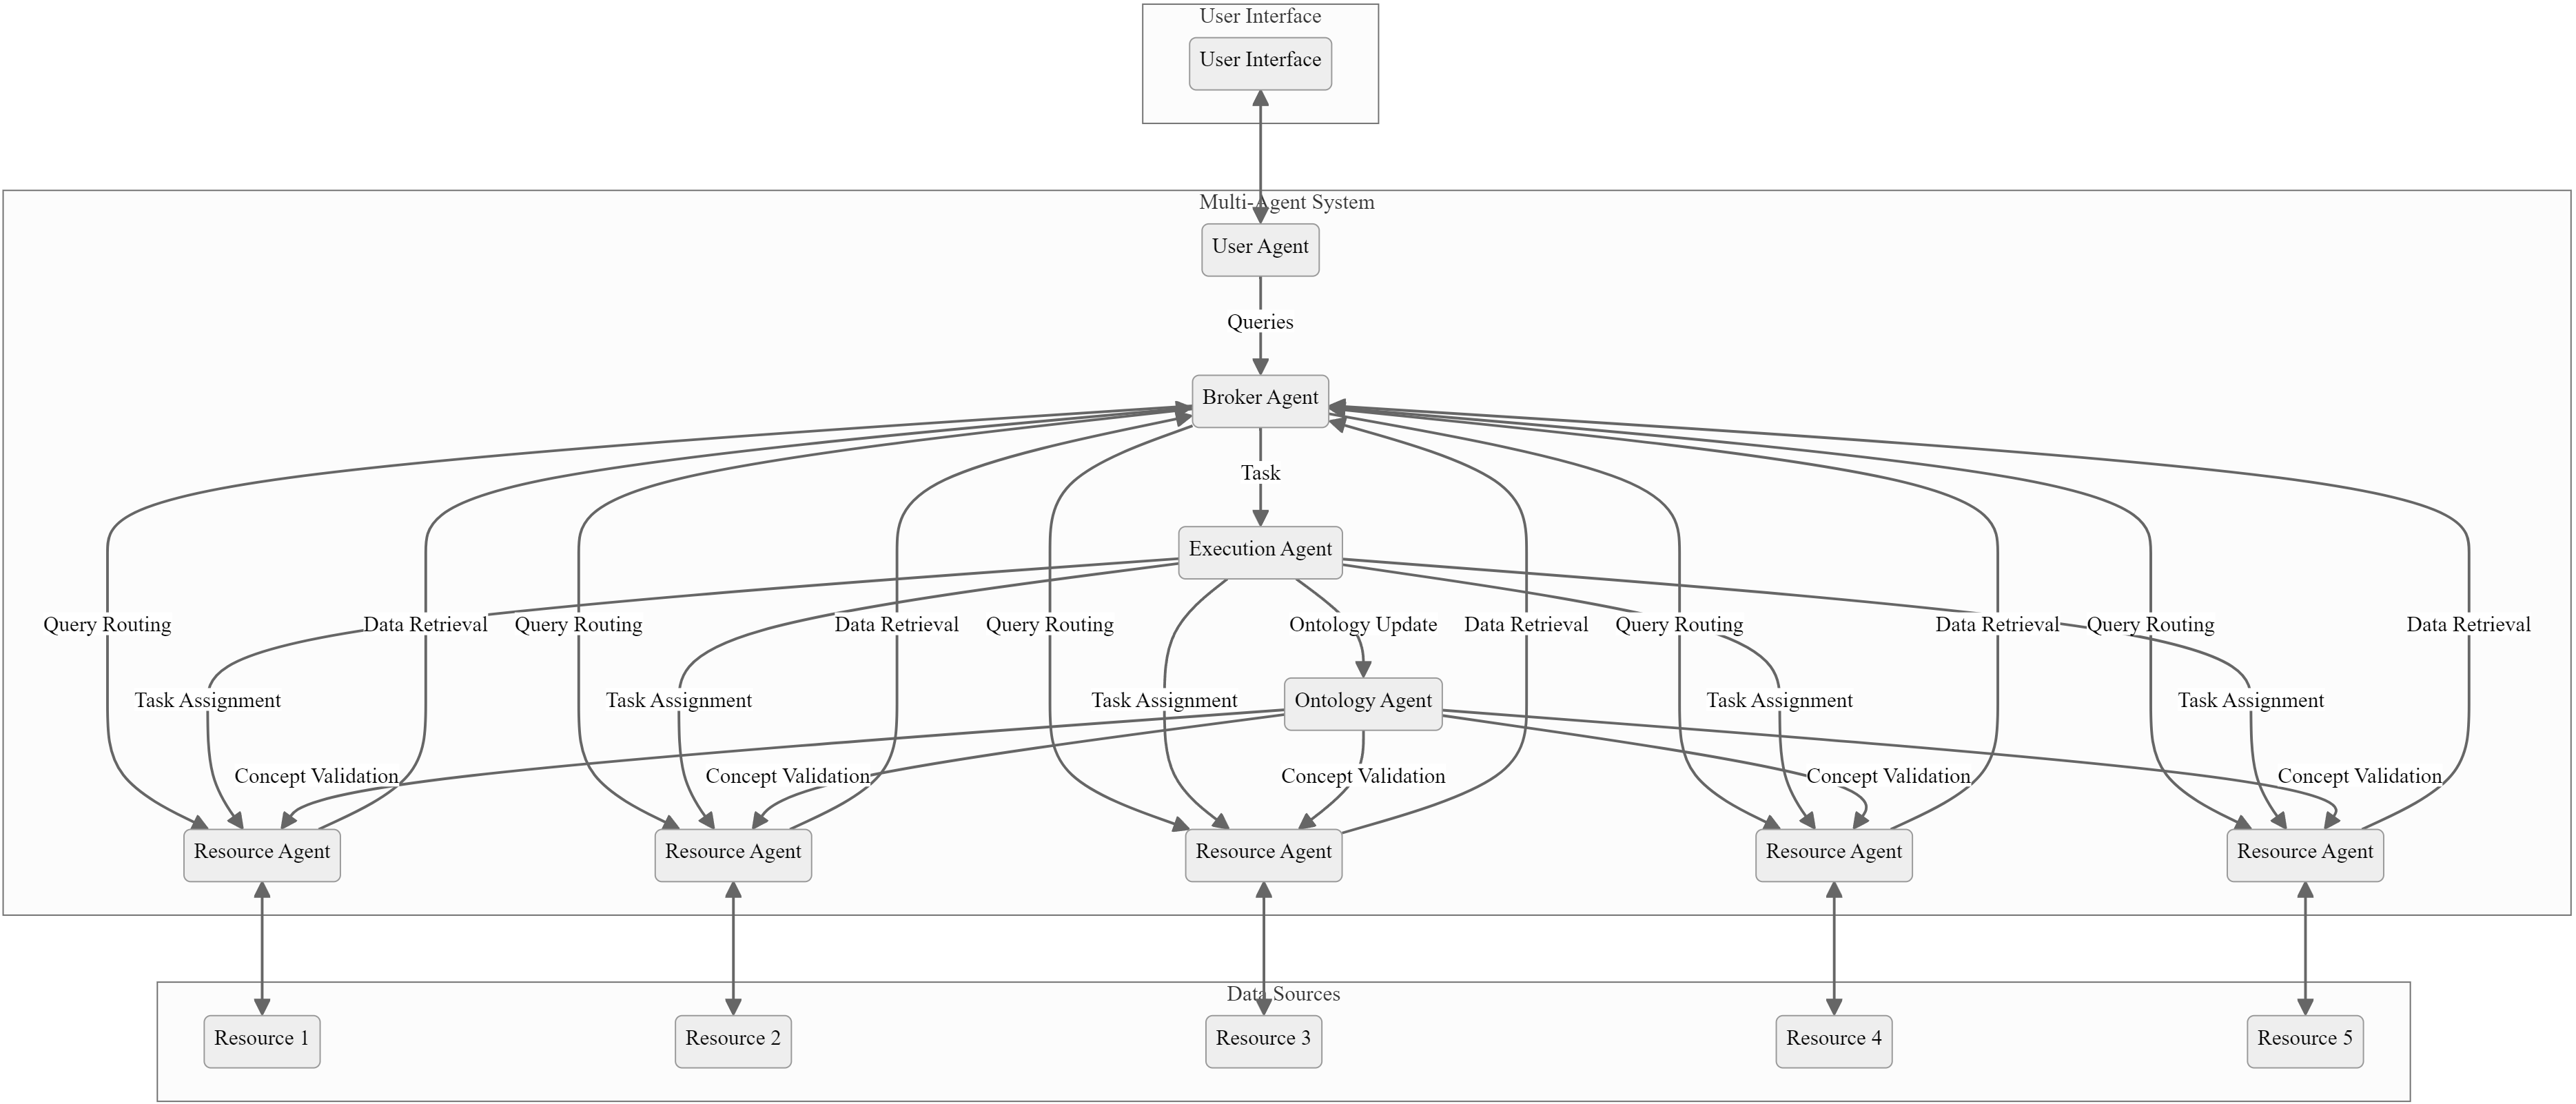 User Interface
User Interface
Multi-Agent System
User Agent
Queries
Broker Agent
Task
Execution Agent
Query Routing
Data Retrieval
Query Routing
Data Retrieval
Query Routing
Ontology Update
Data Retrieval
Query Routing
Data Retrieval
Query Routing
Data Retrieval
Task Assignment
Task Assignment
Task Assignment
Ontology Agent
Task Assignment
Task Assignment
Concept Validation
Concept Validation
Concept Validation
Concept Validation
Concept Validation
Resource Agent
Resource Agent
Resource Agent
Resource Agent
Resource Agent
Data Sources
Resource 1
Resource 2
Resource 3
Resource 4
Resource 5